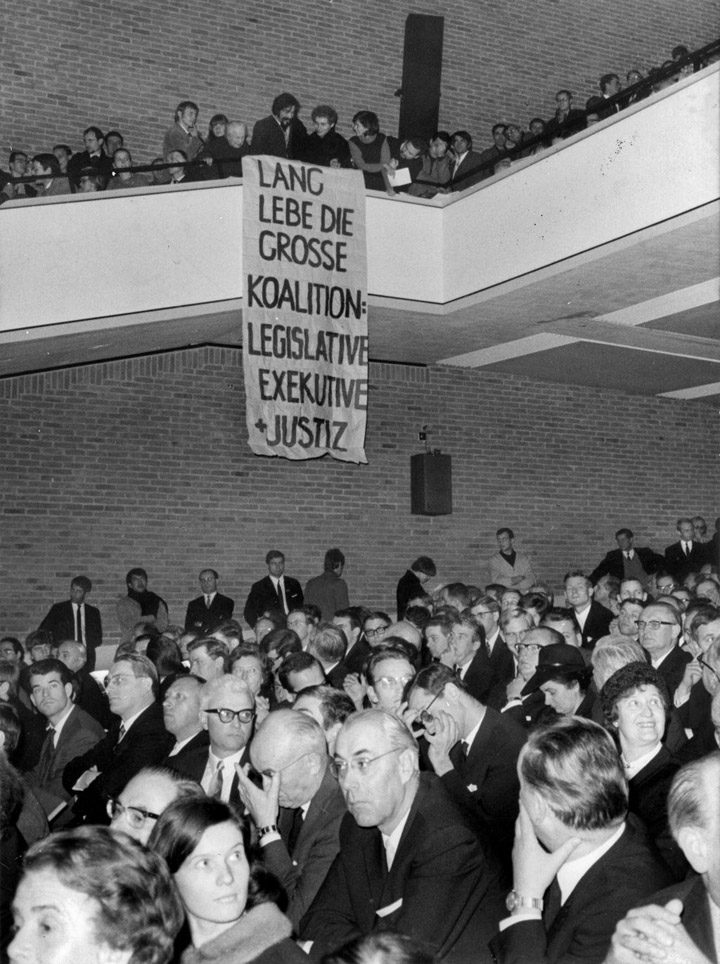 LANG
LEBE DIE
GROSSE
KOALITION:
LEGISLATIVE
EXEKUTIVE
+JUSTIZ